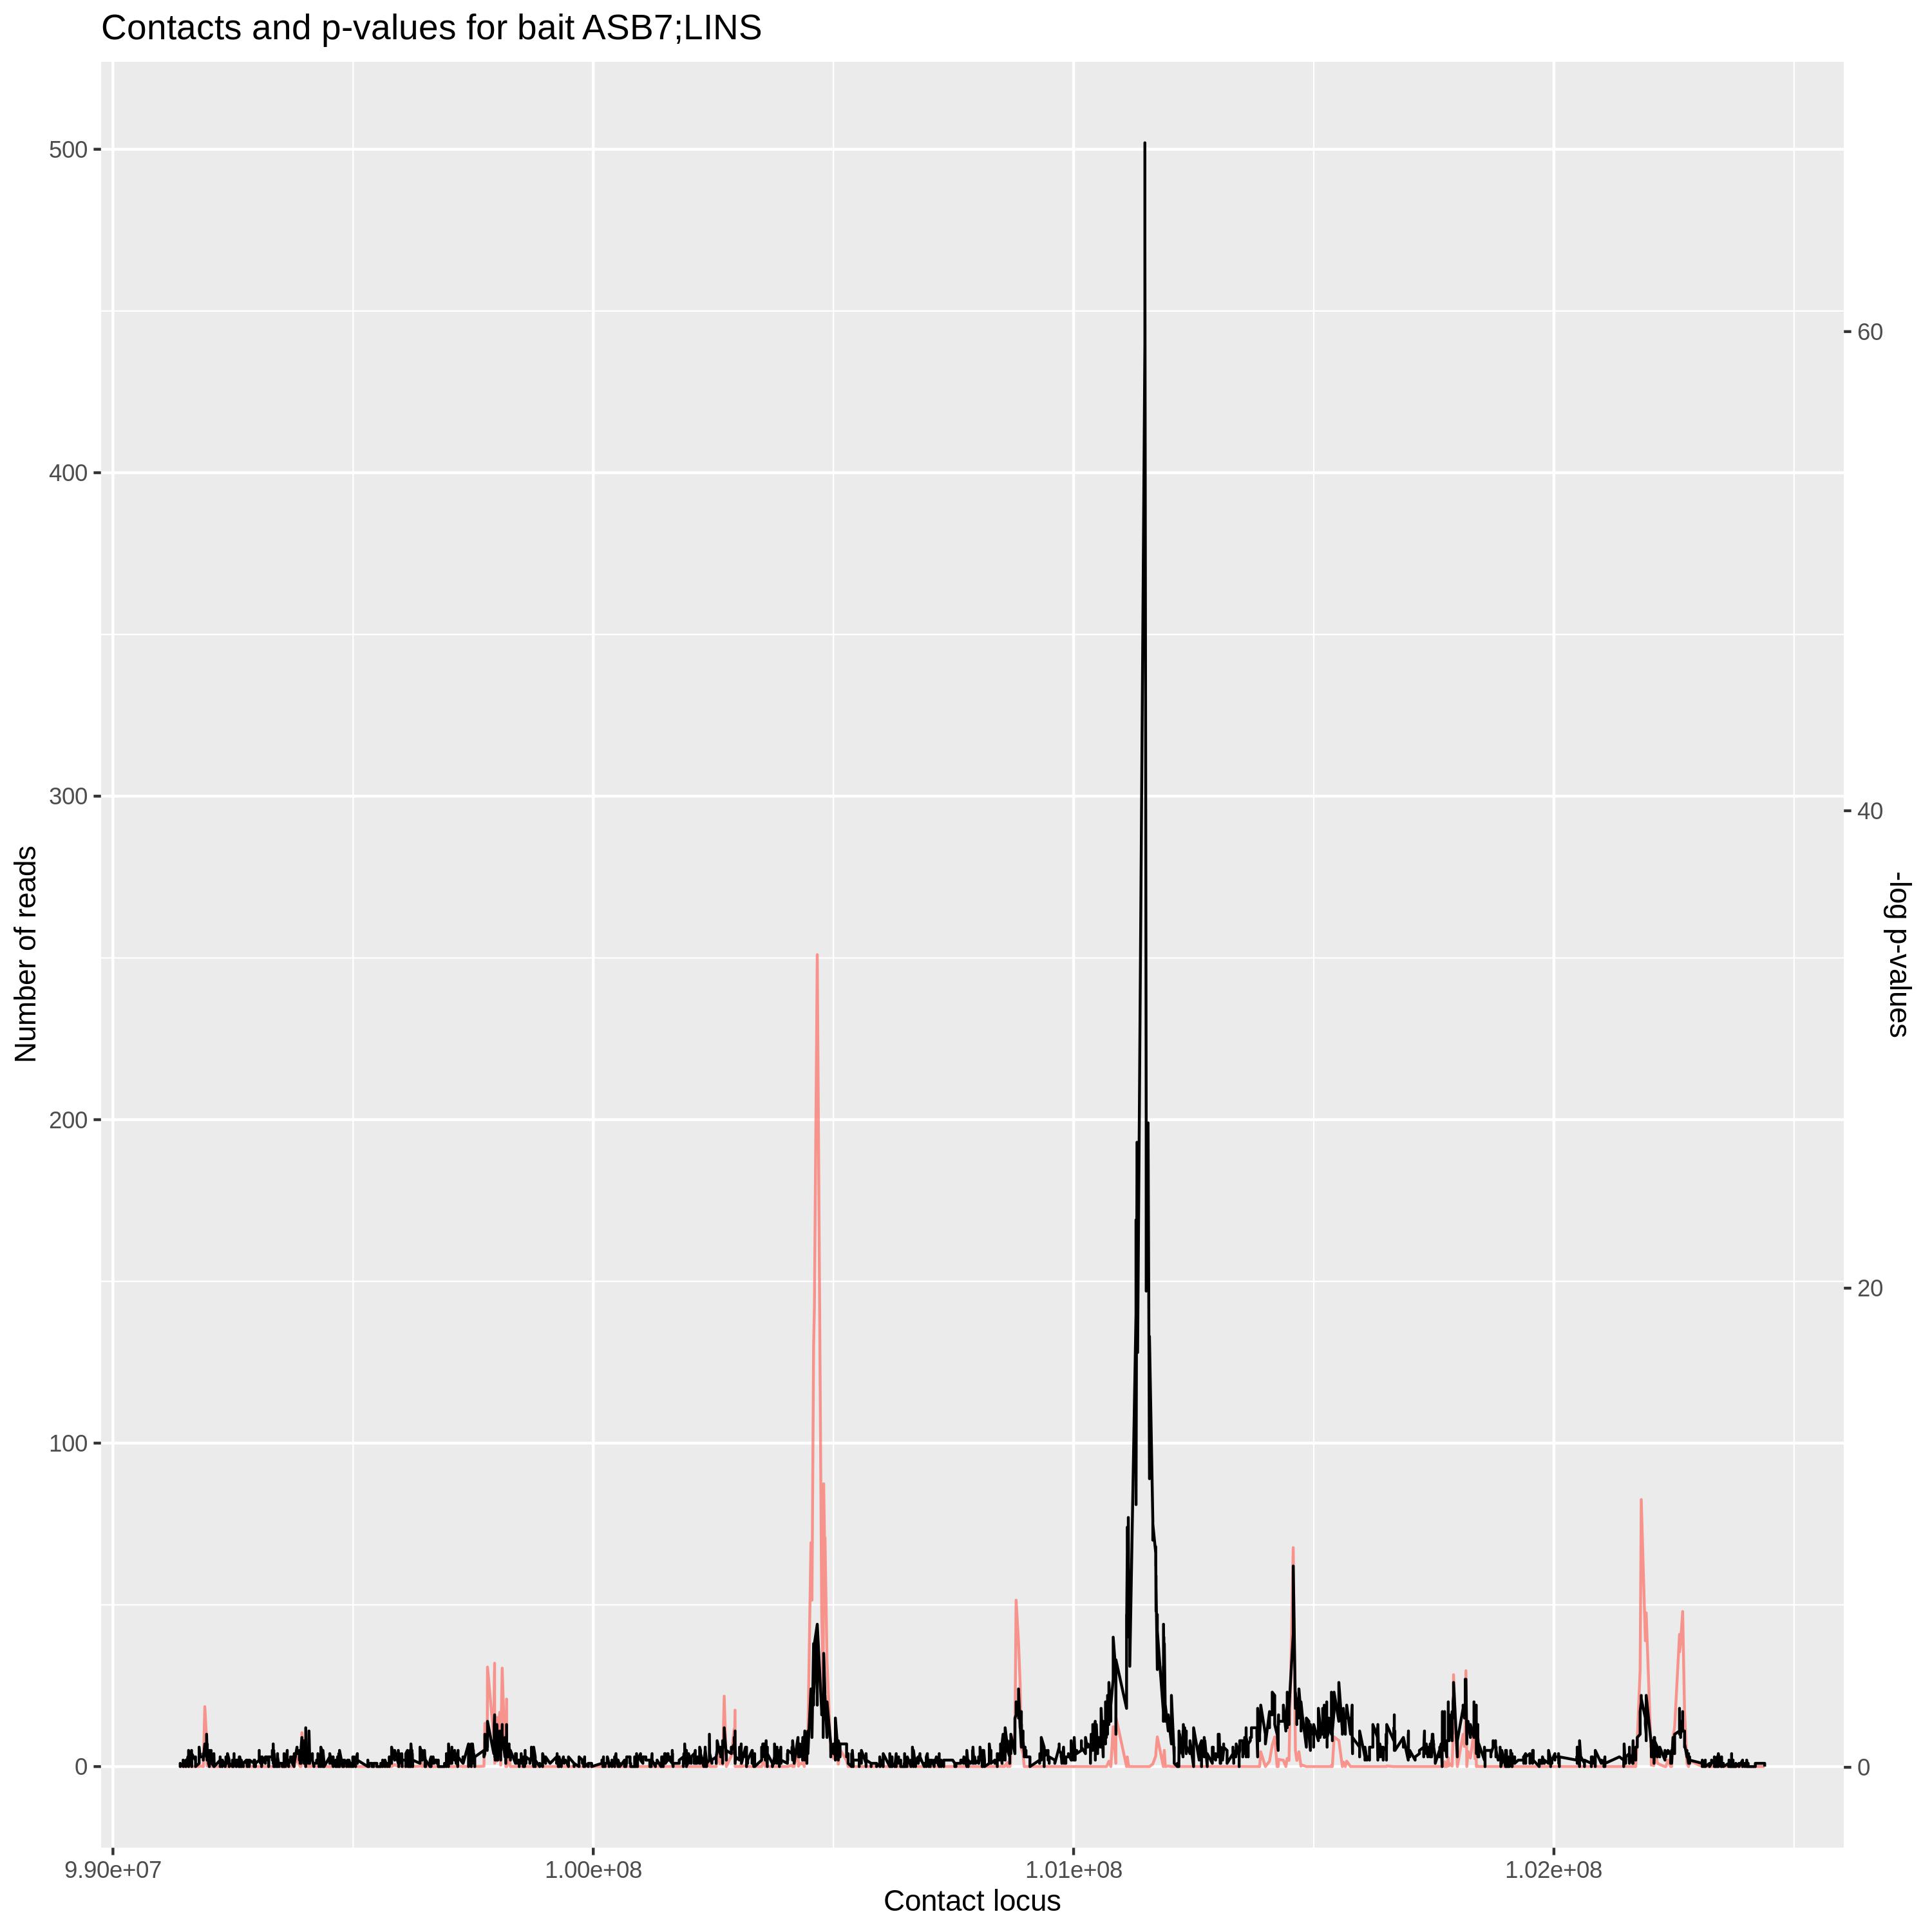 Contacts and p-values for bait ASB7;LINS
500
400
300
200
100
0
Number of reads
60
40
20
0
-log p-values
9.90e+07
1.00e+08
1.01e+08
1.02e+08
Contact locus